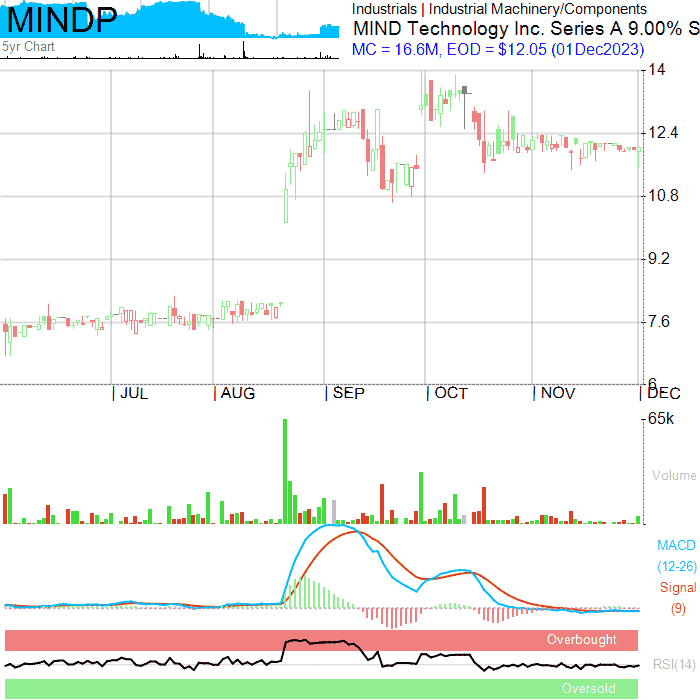 MINDP
Industrials | Industrial Machinery/Components
MIND Technology Inc. Series A 9.00% S
5yr Chart
MC = 16.6M, EOD = $12.05 (01Dec2023)
14
12.4
10.8
9.2
7.6
6
| JUL | AUG | SEP | OCT | NOV | DEC
65k
Volume
MACD
(12-26)
Signal
(9)
Overbought
RSI(14)
Oversold